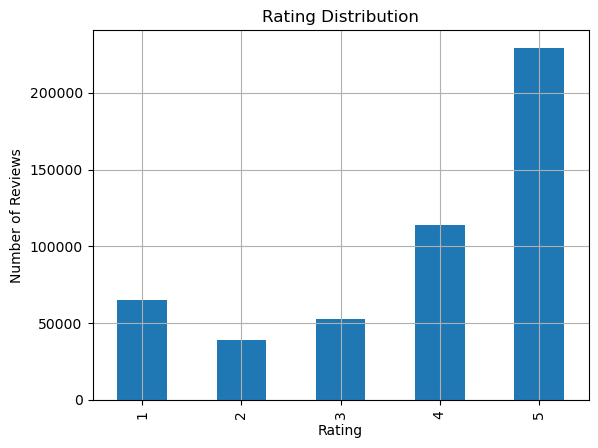 Rating Distribution
Number of Reviews
200000
150000
100000
50000
0
1 2 3 4 5
Rating